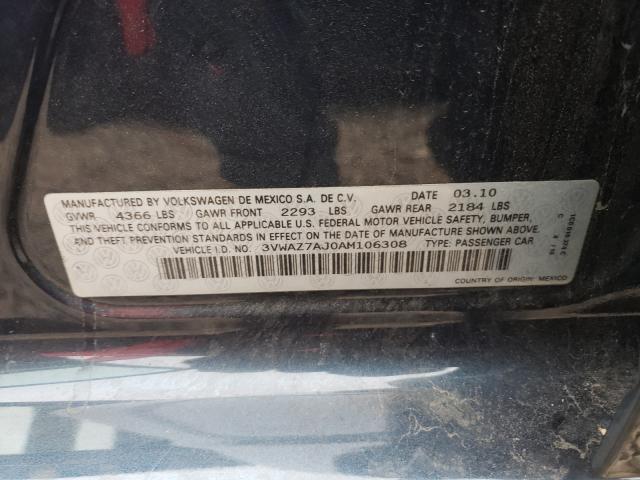 MANUFACTURED BY VOLKSWAGEN DE MEXICO S.A. DE C.V. DATE 03.10
GVWR 4366 LBS GAWR FRONT 2293 LBS GAWR REAR 2184 LBS
THIS VEHICLE CONFORMS TO ALL APPLICABLE U.S. FEDERAL MOTOR VEHICLE SAFETY, BUMPER,
AND THEFT PREVENTION STANDARDS IN EFFECT ON THE DATE OF MANUFACTURE SHOWN ABOVE.
VEHICLE I.D. NO. 3VWAZ7AJ0AM106308 TYPE: PASSENGER CAR
COUNTRY OF ORIGIN: MEXICO